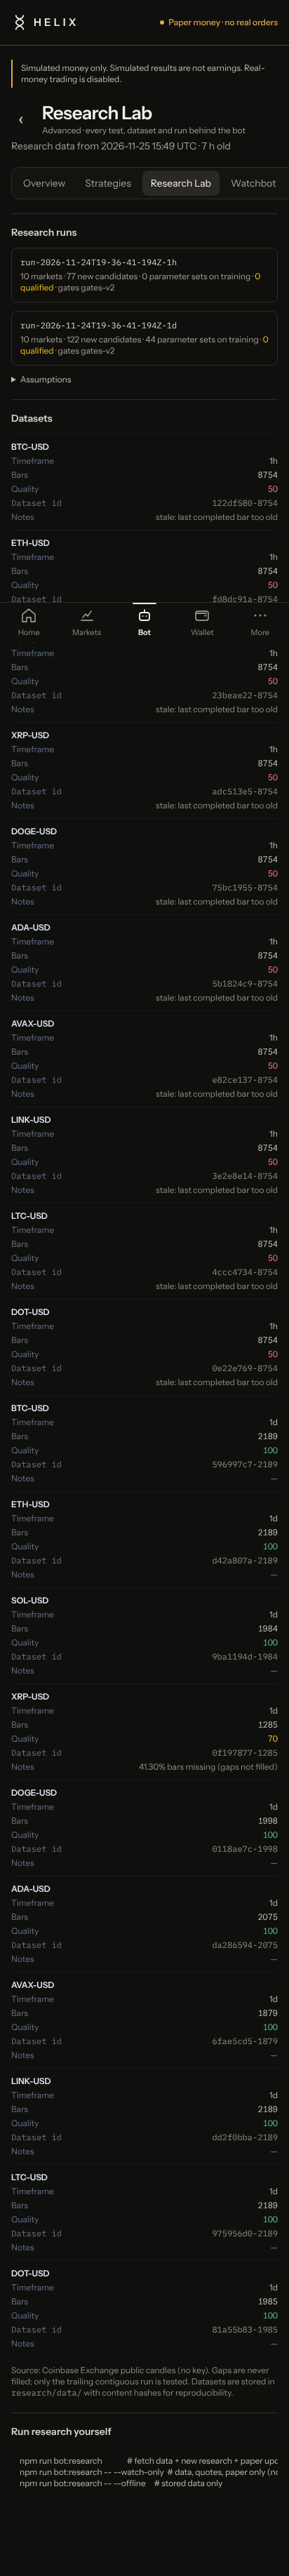 HELIX
Paper money · no real orders
Simulated money only. Simulated results are not earnings. Real-
money trading is disabled.
Research Lab
Advanced · every test, dataset and run behind the bot
Research data from 2026-11-25 15:49 UTC · 7 h old
Overview Strategies Research Lab Watchbot
Research runs
run-2026-11-24T19-36-41-194Z-1h
10 markets · 77 new candidates · 0 parameter sets on training · 0
qualified · gates gates-v2
run-2026-11-24T19-36-41-194Z-1d
10 markets · 122 new candidates · 44 parameter sets on training · 0
qualified · gates gates-v2
Assumptions
Datasets
BTC-USD
Timeframe 1h
Bars 8754
Quality 50
Dataset id 122df580-8754
Notes stale: last completed bar too old
ETH-USD
Timeframe 1h
Bars 8754
Quality 50
Dataset id fd8dc91a-8754
Home Markets Bot Wallet More
Timeframe 1h
Bars 8754
Quality 50
Dataset id 23beae22-8754
Notes stale: last completed bar too old
XRP-USD
Timeframe 1h
Bars 8754
Quality 50
Dataset id adc513e5-8754
Notes stale: last completed bar too old
DOGE-USD
Timeframe 1h
Bars 8754
Quality 50
Dataset id 75bc1955-8754
Notes stale: last completed bar too old
ADA-USD
Timeframe 1h
Bars 8754
Quality 50
Dataset id 5b1824c9-8754
Notes stale: last completed bar too old
AVAX-USD
Timeframe 1h
Bars 8754
Quality 50
Dataset id e82ce137-8754
Notes stale: last completed bar too old
LINK-USD
Timeframe 1h
Bars 8754
Quality 50
Dataset id 3e2e8e14-8754
Notes stale: last completed bar too old
LTC-USD
Timeframe 1h
Bars 8754
Quality 50
Dataset id 4ccc4734-8754
Notes stale: last completed bar too old
DOT-USD
Timeframe 1h
Bars 8754
Quality 50
Dataset id 0e22e769-8754
Notes stale: last completed bar too old
BTC-USD
Timeframe 1d
Bars 2189
Quality 100
Dataset id 596997c7-2189
Notes —
ETH-USD
Timeframe 1d
Bars 2189
Quality 100
Dataset id d42a807a-2189
Notes —
SOL-USD
Timeframe 1d
Bars 1984
Quality 100
Dataset id 9ba1194d-1984
Notes —
XRP-USD
Timeframe 1d
Bars 1285
Quality 70
Dataset id 0f197877-1285
Notes 41.30% bars missing (gaps not filled)
DOGE-USD
Timeframe 1d
Bars 1998
Quality 100
Dataset id 0118ae7c-1998
Notes —
ADA-USD
Timeframe 1d
Bars 2075
Quality 100
Dataset id da286594-2075
Notes —
AVAX-USD
Timeframe 1d
Bars 1879
Quality 100
Dataset id 6fae5cd5-1879
Notes —
LINK-USD
Timeframe 1d
Bars 2189
Quality 100
Dataset id dd2f0bba-2189
Notes —
LTC-USD
Timeframe 1d
Bars 2189
Quality 100
Dataset id 975956d0-2189
Notes —
DOT-USD
Timeframe 1d
Bars 1985
Quality 100
Dataset id 81a55b83-1985
Notes —
Source: Coinbase Exchange public candles (no key). Gaps are never
filled; only the trailing contiguous run is tested. Datasets are stored in
research/data/ with content hashes for reproducibility.
Run research yourself
npm run bot:research # fetch data + new research + paper upd
npm run bot:research -- --watch-only # data, quotes, paper only (no
npm run bot:research -- --offline # stored data only